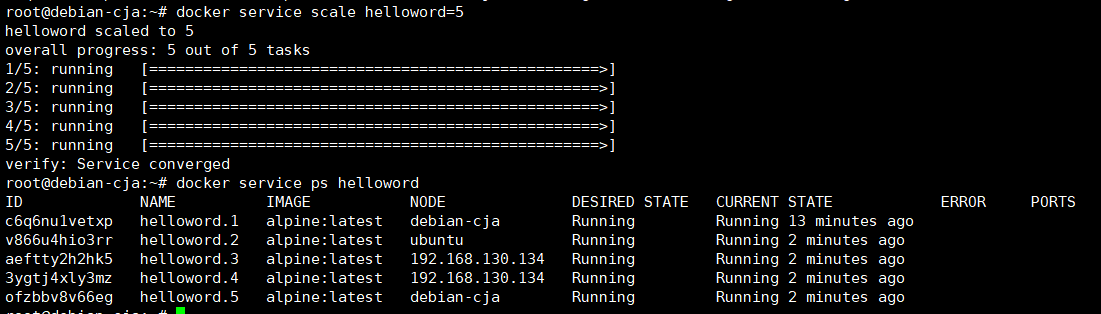 root@debian-cja:~# docker service scale helloword=5
helloword scaled to 5
overall progress: 5 out of 5 tasks
1/5: running   [==================================================>]
2/5: running   [==================================================>]
3/5: running   [==================================================>]
4/5: running   [==================================================>]
5/5: running   [==================================================>]
verify: Service converged
root@debian-cja:~# docker service ps helloword
ID             NAME          IMAGE           NODE              DESIRED STATE   CURRENT STATE            ERROR     PORTS
c6q6nu1vetxp   helloword.1   alpine:latest   debian-cja        Running         Running 13 minutes ago
v866u4hio3rr   helloword.2   alpine:latest   ubuntu            Running         Running 2 minutes ago
aeftty2h2hk5   helloword.3   alpine:latest   192.168.130.134   Running         Running 2 minutes ago
3ygtj4xly3mz   helloword.4   alpine:latest   192.168.130.134   Running         Running 2 minutes ago
ofzbbv8v66eg   helloword.5   alpine:latest   debian-cja        Running         Running 2 minutes ago